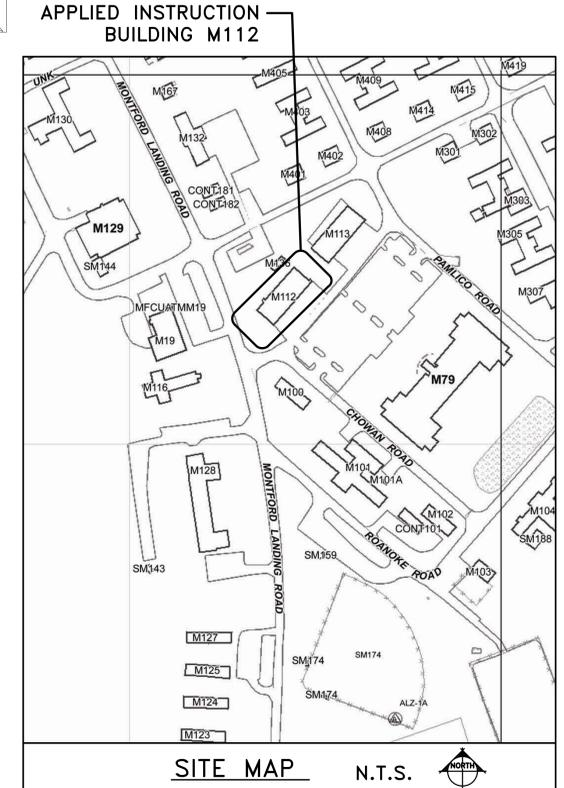 APPLIED INSTRUCTION
BUILDING M112
UNK
M167
M405
M409
M419
M415
M130
MONTFORD LANDING ROAD
M403
M414
M132
M408
M302
M402
M301
M401
CONT181
CONT182
M303
M129
M113
M305
SM144
PAMLICO ROAD
M112
M307
MFCUATMM19
M19
M79
M116
M100
CHOWAN ROAD
M128
M101
M101A
MONTFORD LANDING ROAD
M102
M104
CONT101
SM188
SM159
ROANOKE ROAD
SM143
M103
M127
SM174
SM174
M125
SM174
M124
ALZ-1A
M123
SITE MAP
N.T.S.
NORTH